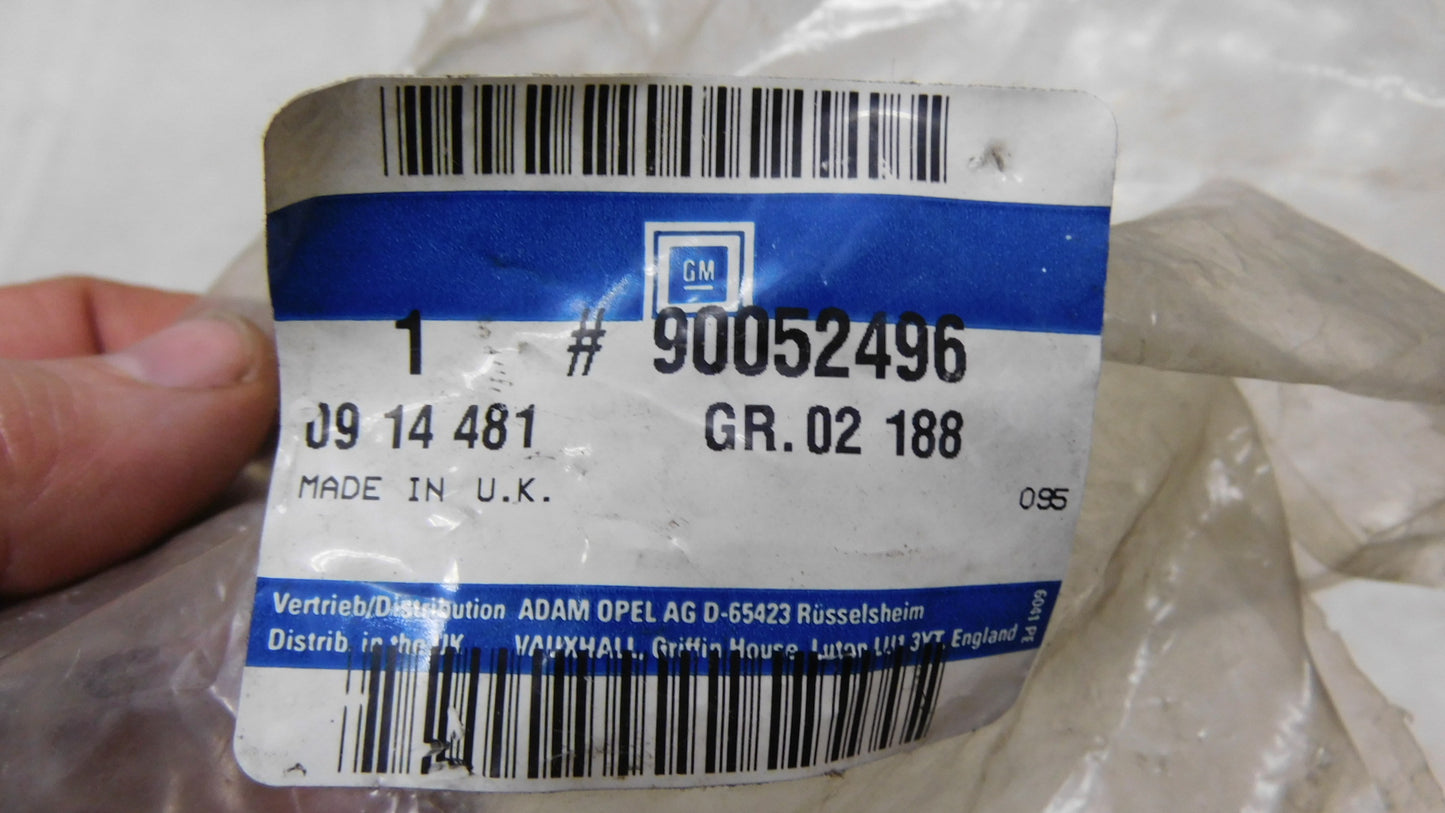 GM
1 # 90052496
09 14 481 GR. 02 188
MADE IN U.K.
095
Vertrieb/Distribution ADAM OPEL AG D-65423 Rüsselsheim
Distrib. in the UK VAUXHALL, Griffin House, Luton LU1 3YT, England
6041